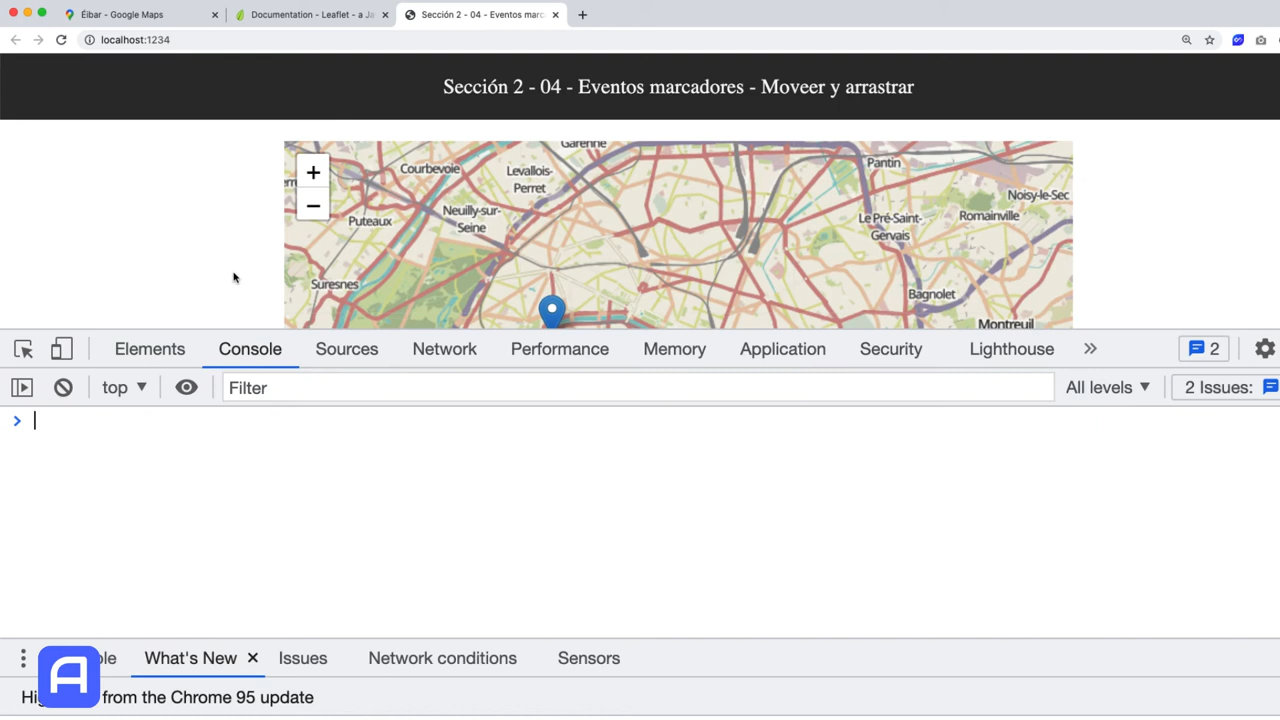 Éibar - Google Maps
Documentation - Leaflet - a Ja
Sección 2 - 04 - Eventos marc
localhost:1234
Sección 2 - 04 - Eventos marcadores - Moveer y arrastrar
Garenne
Courbevoie
Levallois-
Perret
Pantin
+
Noisy-le-Sec
−
Puteaux
Neuilly-sur-
Seine
Le Pré-Saint-
Gervais
Romainville
Suresnes
Bagnolet
Montreuil
Elements Console Sources Network Performance Memory Application Security Lighthouse 2
top Filter All levels 2 Issues:
What's New Issues Network conditions Sensors
A
from the Chrome 95 update